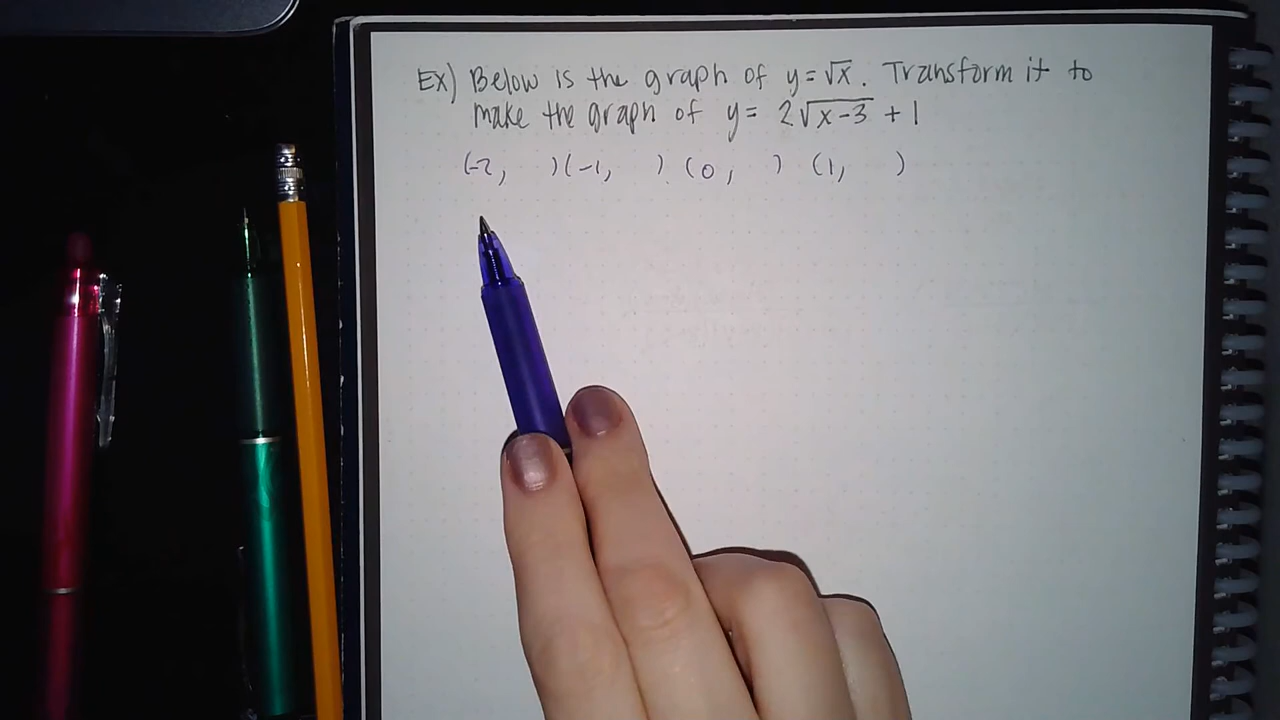 Ex) Below is the graph of y=√x. Transform it to
make the graph of y= 2√x-3 + 1
(-2, ) (-1, ) (0, ) (1, )